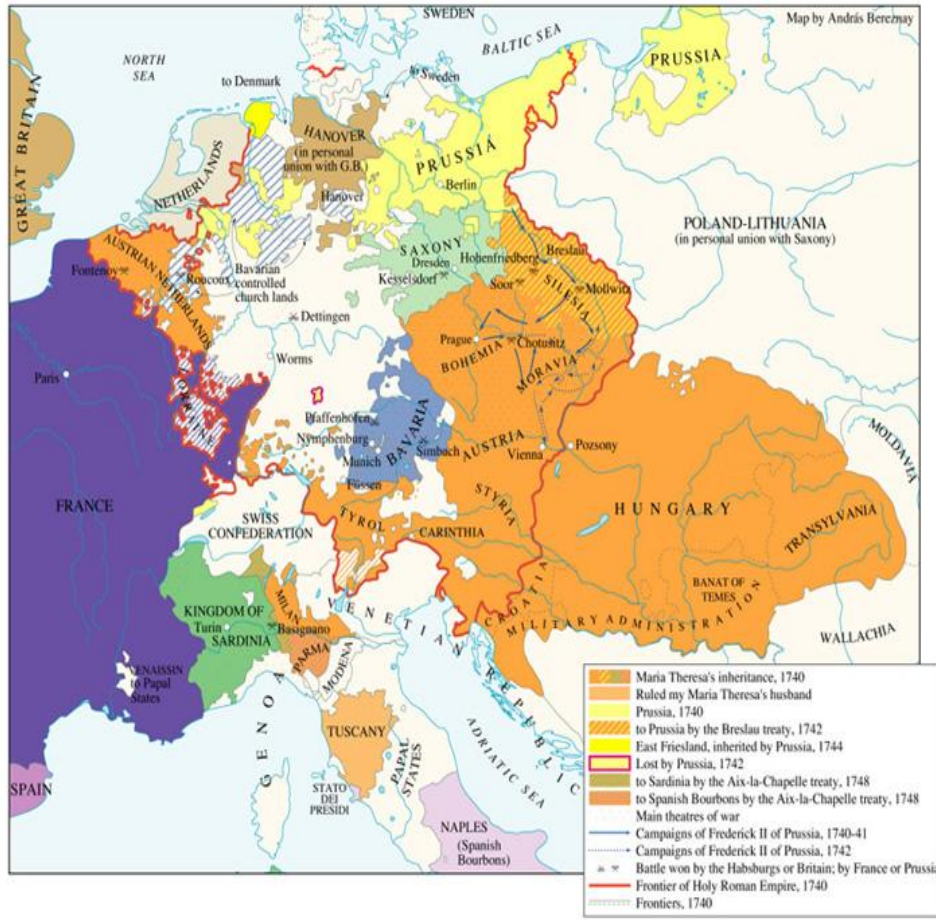 SWEDEN
Map by András Bereznay
BALTIC SEA
NORTH
SEA
PRUSSIA
to Denmark
to Sweden
GREAT BRITAIN
HANOVER
(in personal
union with G.B.
PRUSSIA
NETHERLANDS
Berlin
Hanover
POLAND-LITHUANIA
(in personal union with Saxony)
SAXONY
Dresden
Hohenfriedberg
Breslau
AUSTRIAN NETHERLANDS
Fontenoy
Roucoux
Bavarian
controlled
church lands
Kesselsdorf
Soor
SILESIA
Mollwitz
Dettingen
Prague
Chotusitz
BOHEMIA
MORAVIA
Worms
Paris
LORRAINE
Pfaffenhofen
Nymphenburg
BAVARIA
Simbach
Munich
Füssen
AUSTRIA
Vienna
Pozsony
MOLDAVIA
FRANCE
SWISS
CONFEDERATION
TYROL
STYRIA
CARINTHIA
HUNGARY
TRANSYLVANIA
BANAT OF
TEMES
CROATIA
MILITARY ADMINISTRATION
WALLACHIA
KINGDOM OF
Turin
SARDINIA
MILAN
Basignano
PARMA
MODENA
VENETIAN REPUBLIC
VENAISSIN
to Papal
States
GENOA
TUSCANY
PAPAL
STATES
ADRIATIC SEA
SPAIN
STATO
DEI
PRESIDI
NAPLES
(Spanish
Bourbons)
Maria Theresa's inheritance, 1740
Ruled my Maria Theresa's husband
Prussia, 1740
to Prussia by the Breslau treaty, 1742
East Friesland, inherited by Prussia, 1744
Lost by Prussia, 1742
to Sardinia by the Aix-la-Chapelle treaty, 1748
to Spanish Bourbons by the Aix-la-Chapelle treaty, 1748
Main theatres of war
Campaigns of Frederick II of Prussia, 1740-41
Campaigns of Frederick II of Prussia, 1742
Battle won by the Habsburgs or Britain; by France or Prussia
Frontier of Holy Roman Empire, 1740
Frontiers, 1740